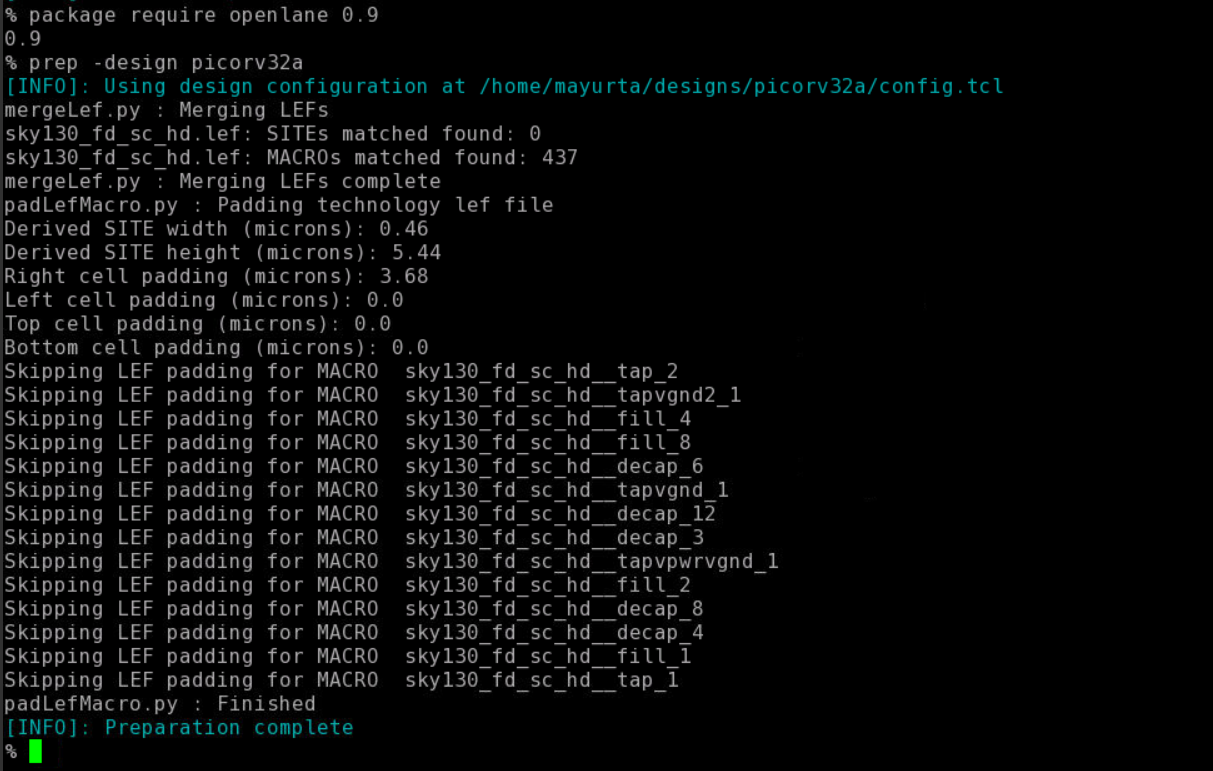 % package require openlane 0.9
0.9
% prep -design picorv32a
[INFO]: Using design configuration at /home/mayurta/designs/picorv32a/config.tcl
mergeLef.py : Merging LEFs
sky130_fd_sc_hd.lef: SITEs matched found: 0
sky130_fd_sc_hd.lef: MACROs matched found: 437
mergeLef.py : Merging LEFs complete
padLefMacro.py : Padding technology lef file
Derived SITE width (microns): 0.46
Derived SITE height (microns): 5.44
Right cell padding (microns): 3.68
Left cell padding (microns): 0.0
Top cell padding (microns): 0.0
Bottom cell padding (microns): 0.0
Skipping LEF padding for MACRO  sky130_fd_sc_hd__tap_2
Skipping LEF padding for MACRO  sky130_fd_sc_hd__tapvgnd2_1
Skipping LEF padding for MACRO  sky130_fd_sc_hd__fill_4
Skipping LEF padding for MACRO  sky130_fd_sc_hd__fill_8
Skipping LEF padding for MACRO  sky130_fd_sc_hd__decap_6
Skipping LEF padding for MACRO  sky130_fd_sc_hd__tapvgnd_1
Skipping LEF padding for MACRO  sky130_fd_sc_hd__decap_12
Skipping LEF padding for MACRO  sky130_fd_sc_hd__decap_3
Skipping LEF padding for MACRO  sky130_fd_sc_hd__tapvpwrvgnd_1
Skipping LEF padding for MACRO  sky130_fd_sc_hd__fill_2
Skipping LEF padding for MACRO  sky130_fd_sc_hd__decap_8
Skipping LEF padding for MACRO  sky130_fd_sc_hd__decap_4
Skipping LEF padding for MACRO  sky130_fd_sc_hd__fill_1
Skipping LEF padding for MACRO  sky130_fd_sc_hd__tap_1
padLefMacro.py : Finished
[INFO]: Preparation complete
%